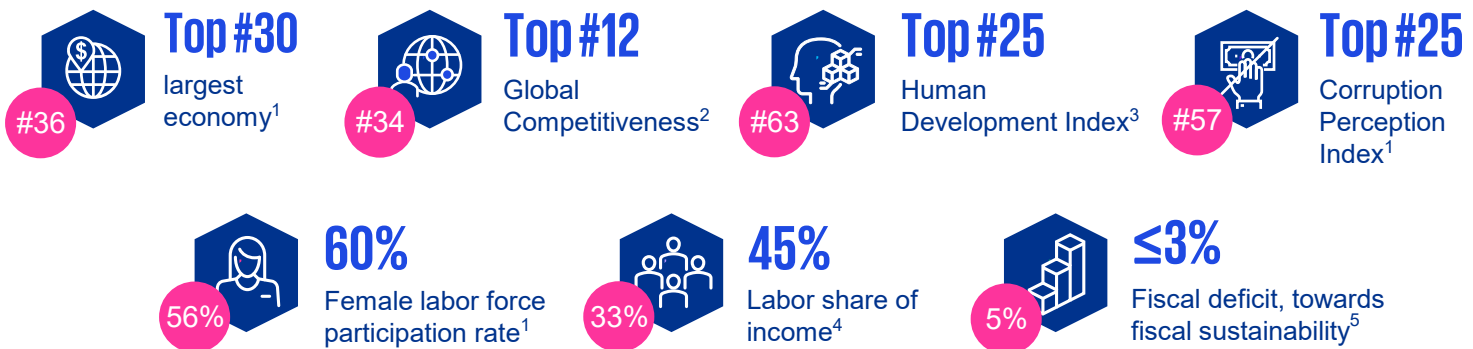 Top #30
largest
economy¹
#36
Top #12
Global
Competitiveness²
#34
Top #25
Human
Development Index³
#63
Top #25
Corruption
Perception
Index¹
#57
60%
Female labor force
participation rate¹
56%
45%
Labor share of
income⁴
33%
≤3%
Fiscal deficit, towards
fiscal sustainability⁵
5%
$